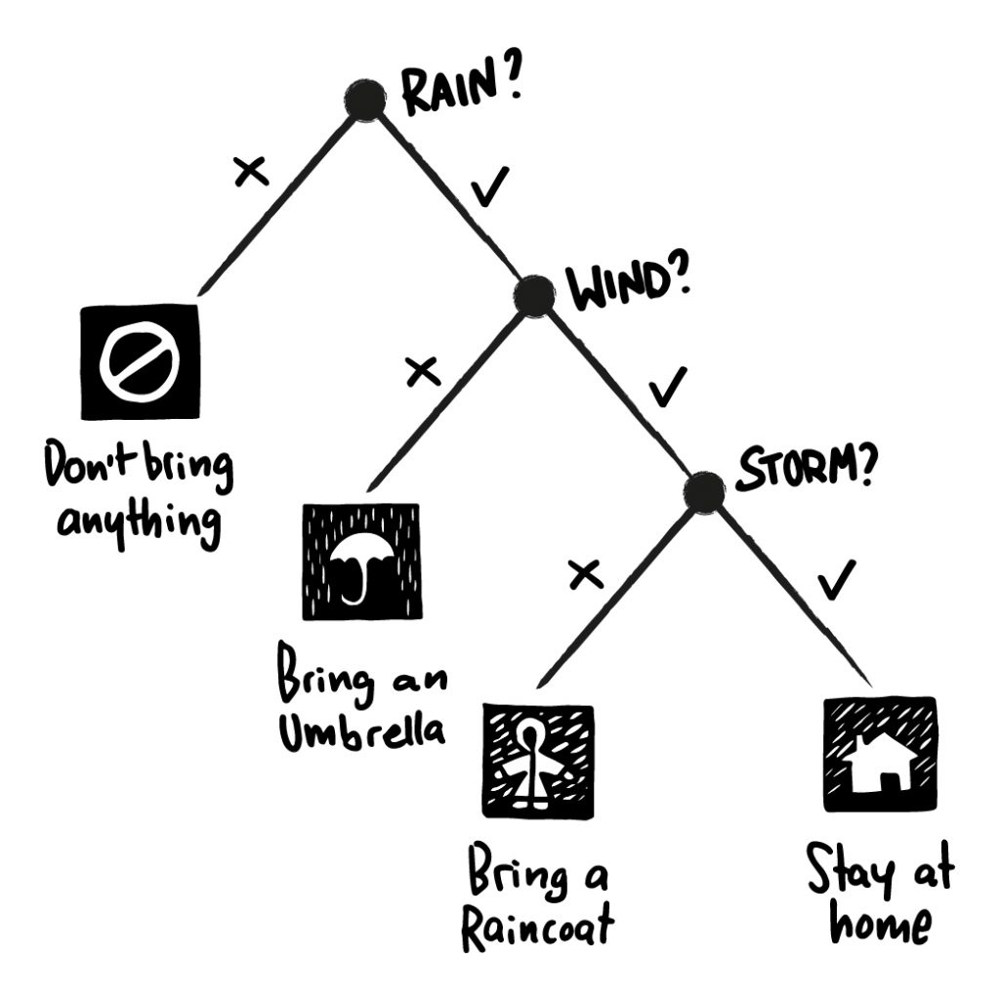 RAIN?
WIND?
STORM?
Don't bring
anything
Bring an
Umbrella
Bring a
Raincoat
Stay at
home